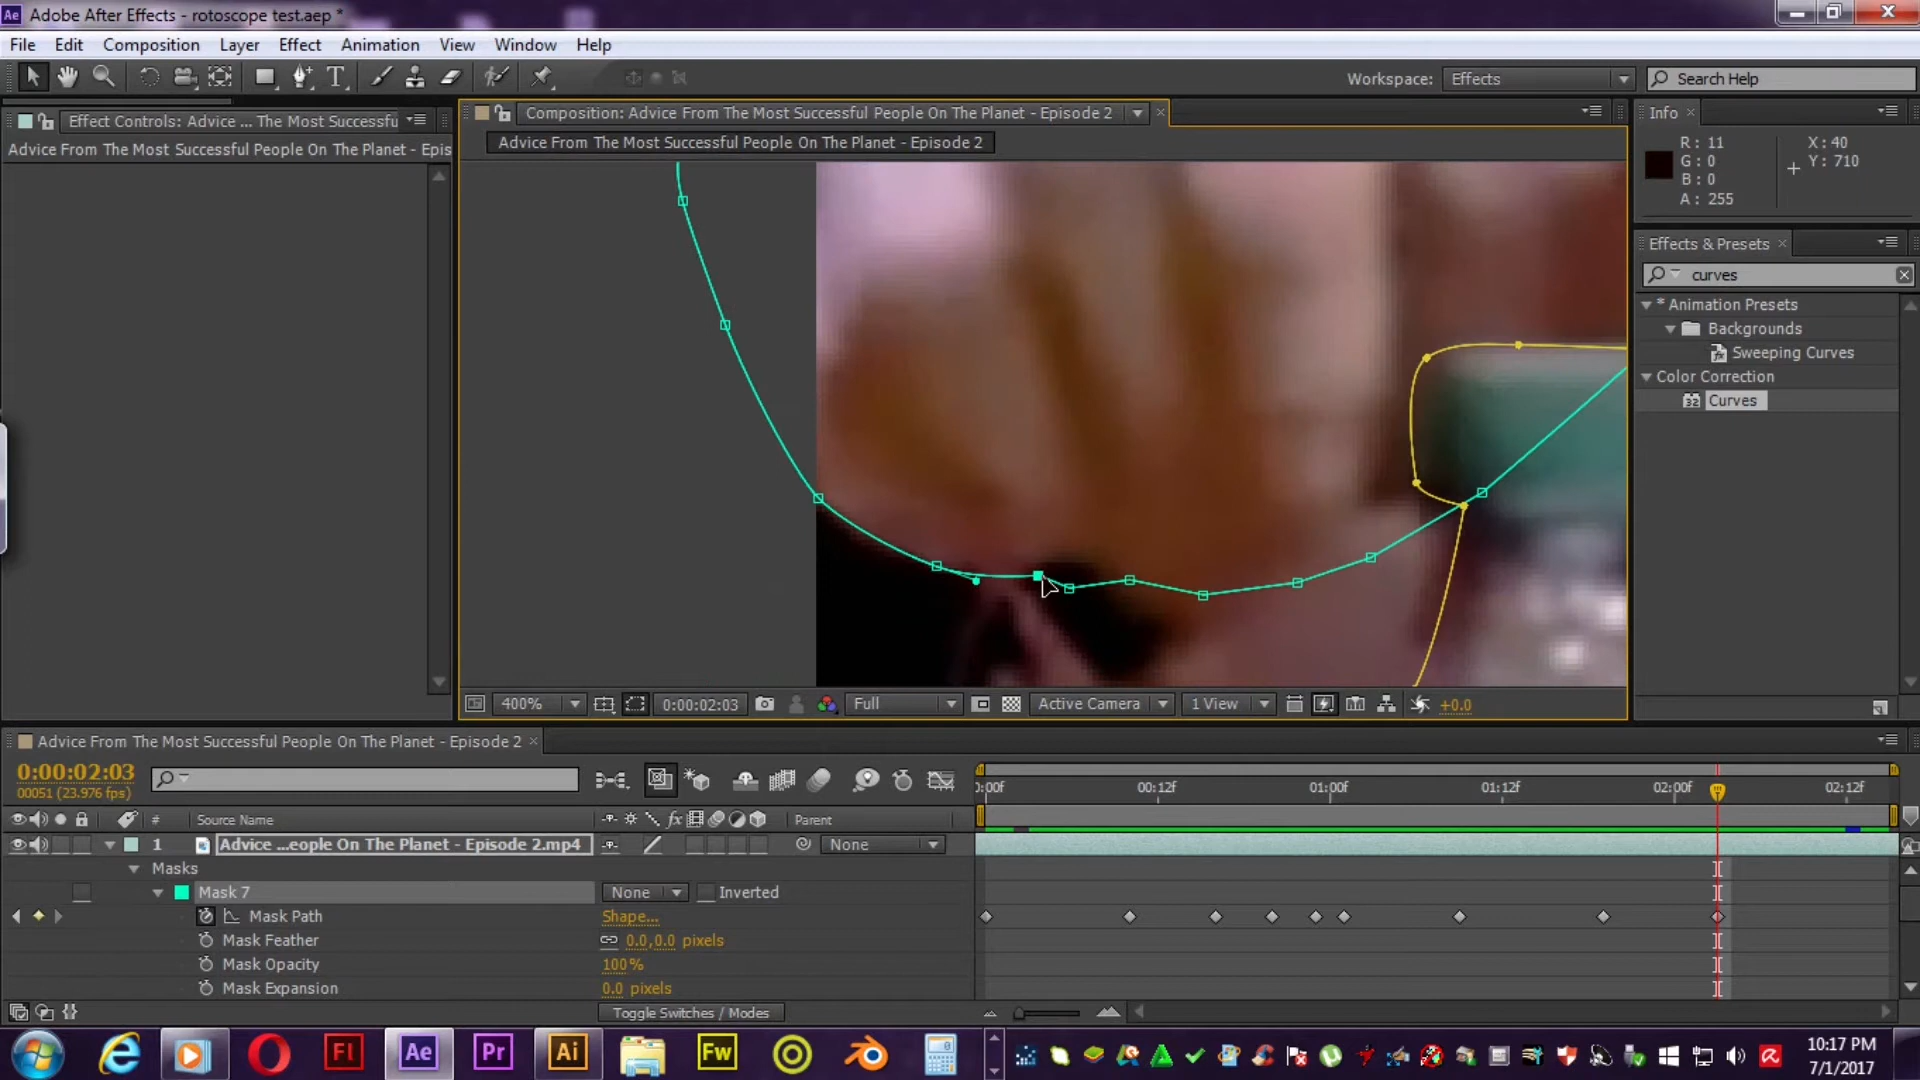 Adobe After Effects - rotoscope test.aep *
File Edit Composition Layer Effect Animation View Window Help
Workspace: Effects Search Help
Effect Controls: Advice ... The Most Successfu
Advice From The Most Successful People On The Planet - Epis
Composition: Advice From The Most Successful People On The Planet - Episode 2
Advice From The Most Successful People On The Planet - Episode 2
Info
R: 11 X: 40
G: 0 Y: 710
B: 0
A: 255
Effects & Presets
curves
* Animation Presets
Backgrounds
Sweeping Curves
Color Correction
32 Curves
400% 0:00:02:03 Full Active Camera 1 View +0.0
Advice From The Most Successful People On The Planet - Episode 2
0:00:02:03
00051 (23.976 fps)
0:00f 00:12f 01:00f 01:12f 02:00f 02:12f
# Source Name fx Parent
1 Advice ...eople On The Planet - Episode 2.mp4 None
Masks
Mask 7 None Inverted
Mask Path Shape...
Mask Feather 0.0,0.0 pixels
Mask Opacity 100%
Mask Expansion 0.0 pixels
Toggle Switches / Modes
Fl Ae Pr Ai Fw
10:17 PM
7/1/2017